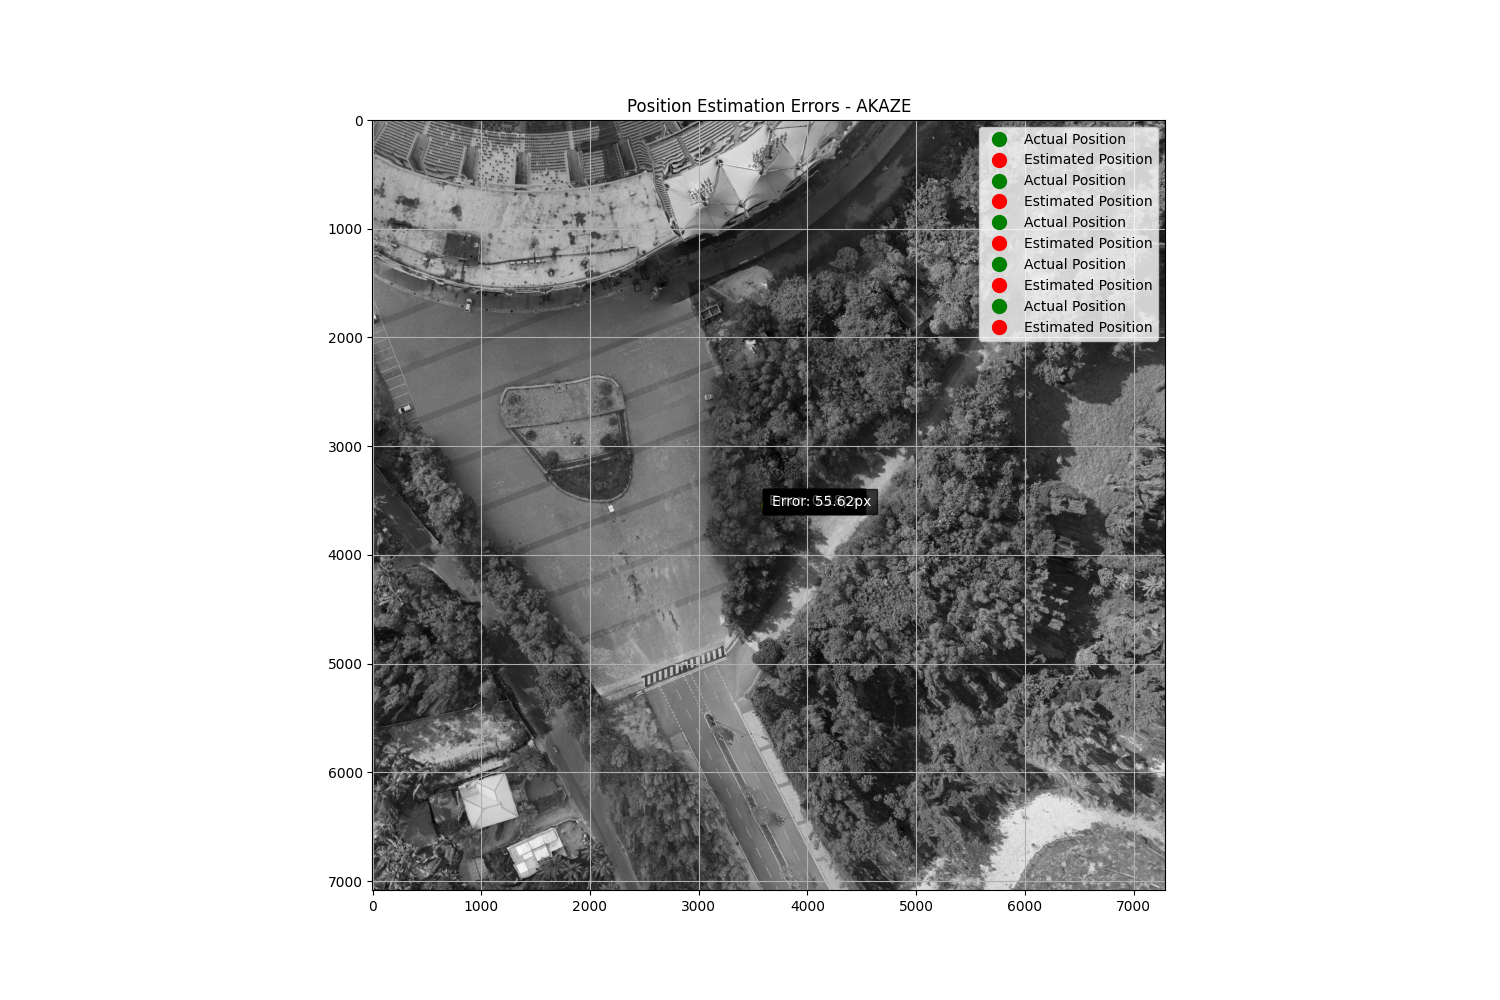 Position Estimation Errors - AKAZE
Actual Position
Estimated Position
Actual Position
Estimated Position
Actual Position
Estimated Position
Actual Position
Estimated Position
Actual Position
Estimated Position
0
1000
2000
3000
4000
5000
6000
7000
Error: 55.62px
0 1000 2000 3000 4000 5000 6000 7000